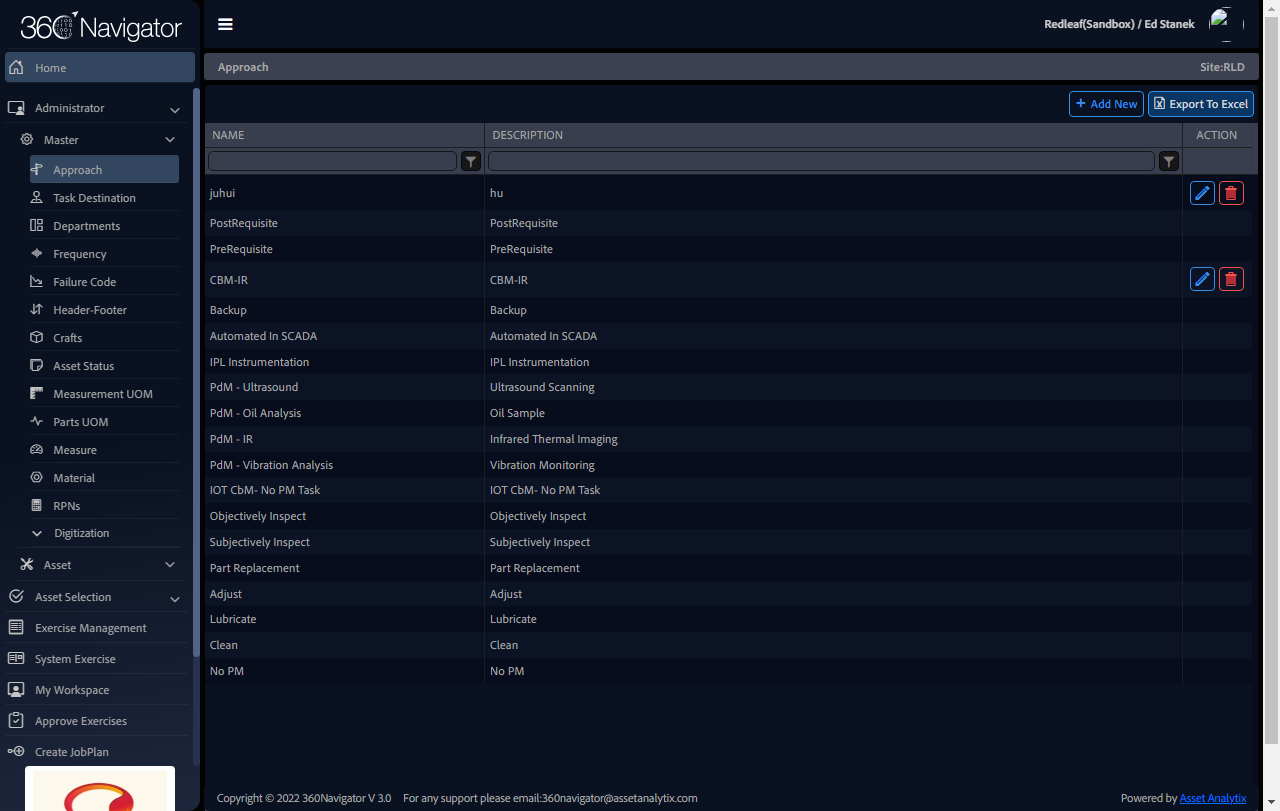 360 Navigator
Redleaf(Sandbox) / Ed Stanek
Home
Approach
Site:RLD
Administrator
Master
Approach
Task Destination
Departments
Frequency
Failure Code
Header-Footer
Crafts
Asset Status
Measurement UOM
Parts UOM
Measure
Material
RPNs
Digitization
Asset
Asset Selection
Exercise Management
System Exercise
My Workspace
Approve Exercises
Create JobPlan
+ Add New
Export To Excel
NAME DESCRIPTION ACTION
juhui hu
PostRequisite PostRequisite
PreRequisite PreRequisite
CBM-IR CBM-IR
Backup Backup
Automated In SCADA Automated In SCADA
IPL Instrumentation IPL Instrumentation
PdM - Ultrasound Ultrasound Scanning
PdM - Oil Analysis Oil Sample
PdM - IR Infrared Thermal Imaging
PdM - Vibration Analysis Vibration Monitoring
IOT CbM- No PM Task IOT CbM- No PM Task
Objectively Inspect Objectively Inspect
Subjectively Inspect Subjectively Inspect
Part Replacement Part Replacement
Adjust Adjust
Lubricate Lubricate
Clean Clean
No PM No PM
Copyright © 2022 360Navigator V 3.0 For any support please email:360navigator@assetanalytix.com
Powered by Asset Analytix